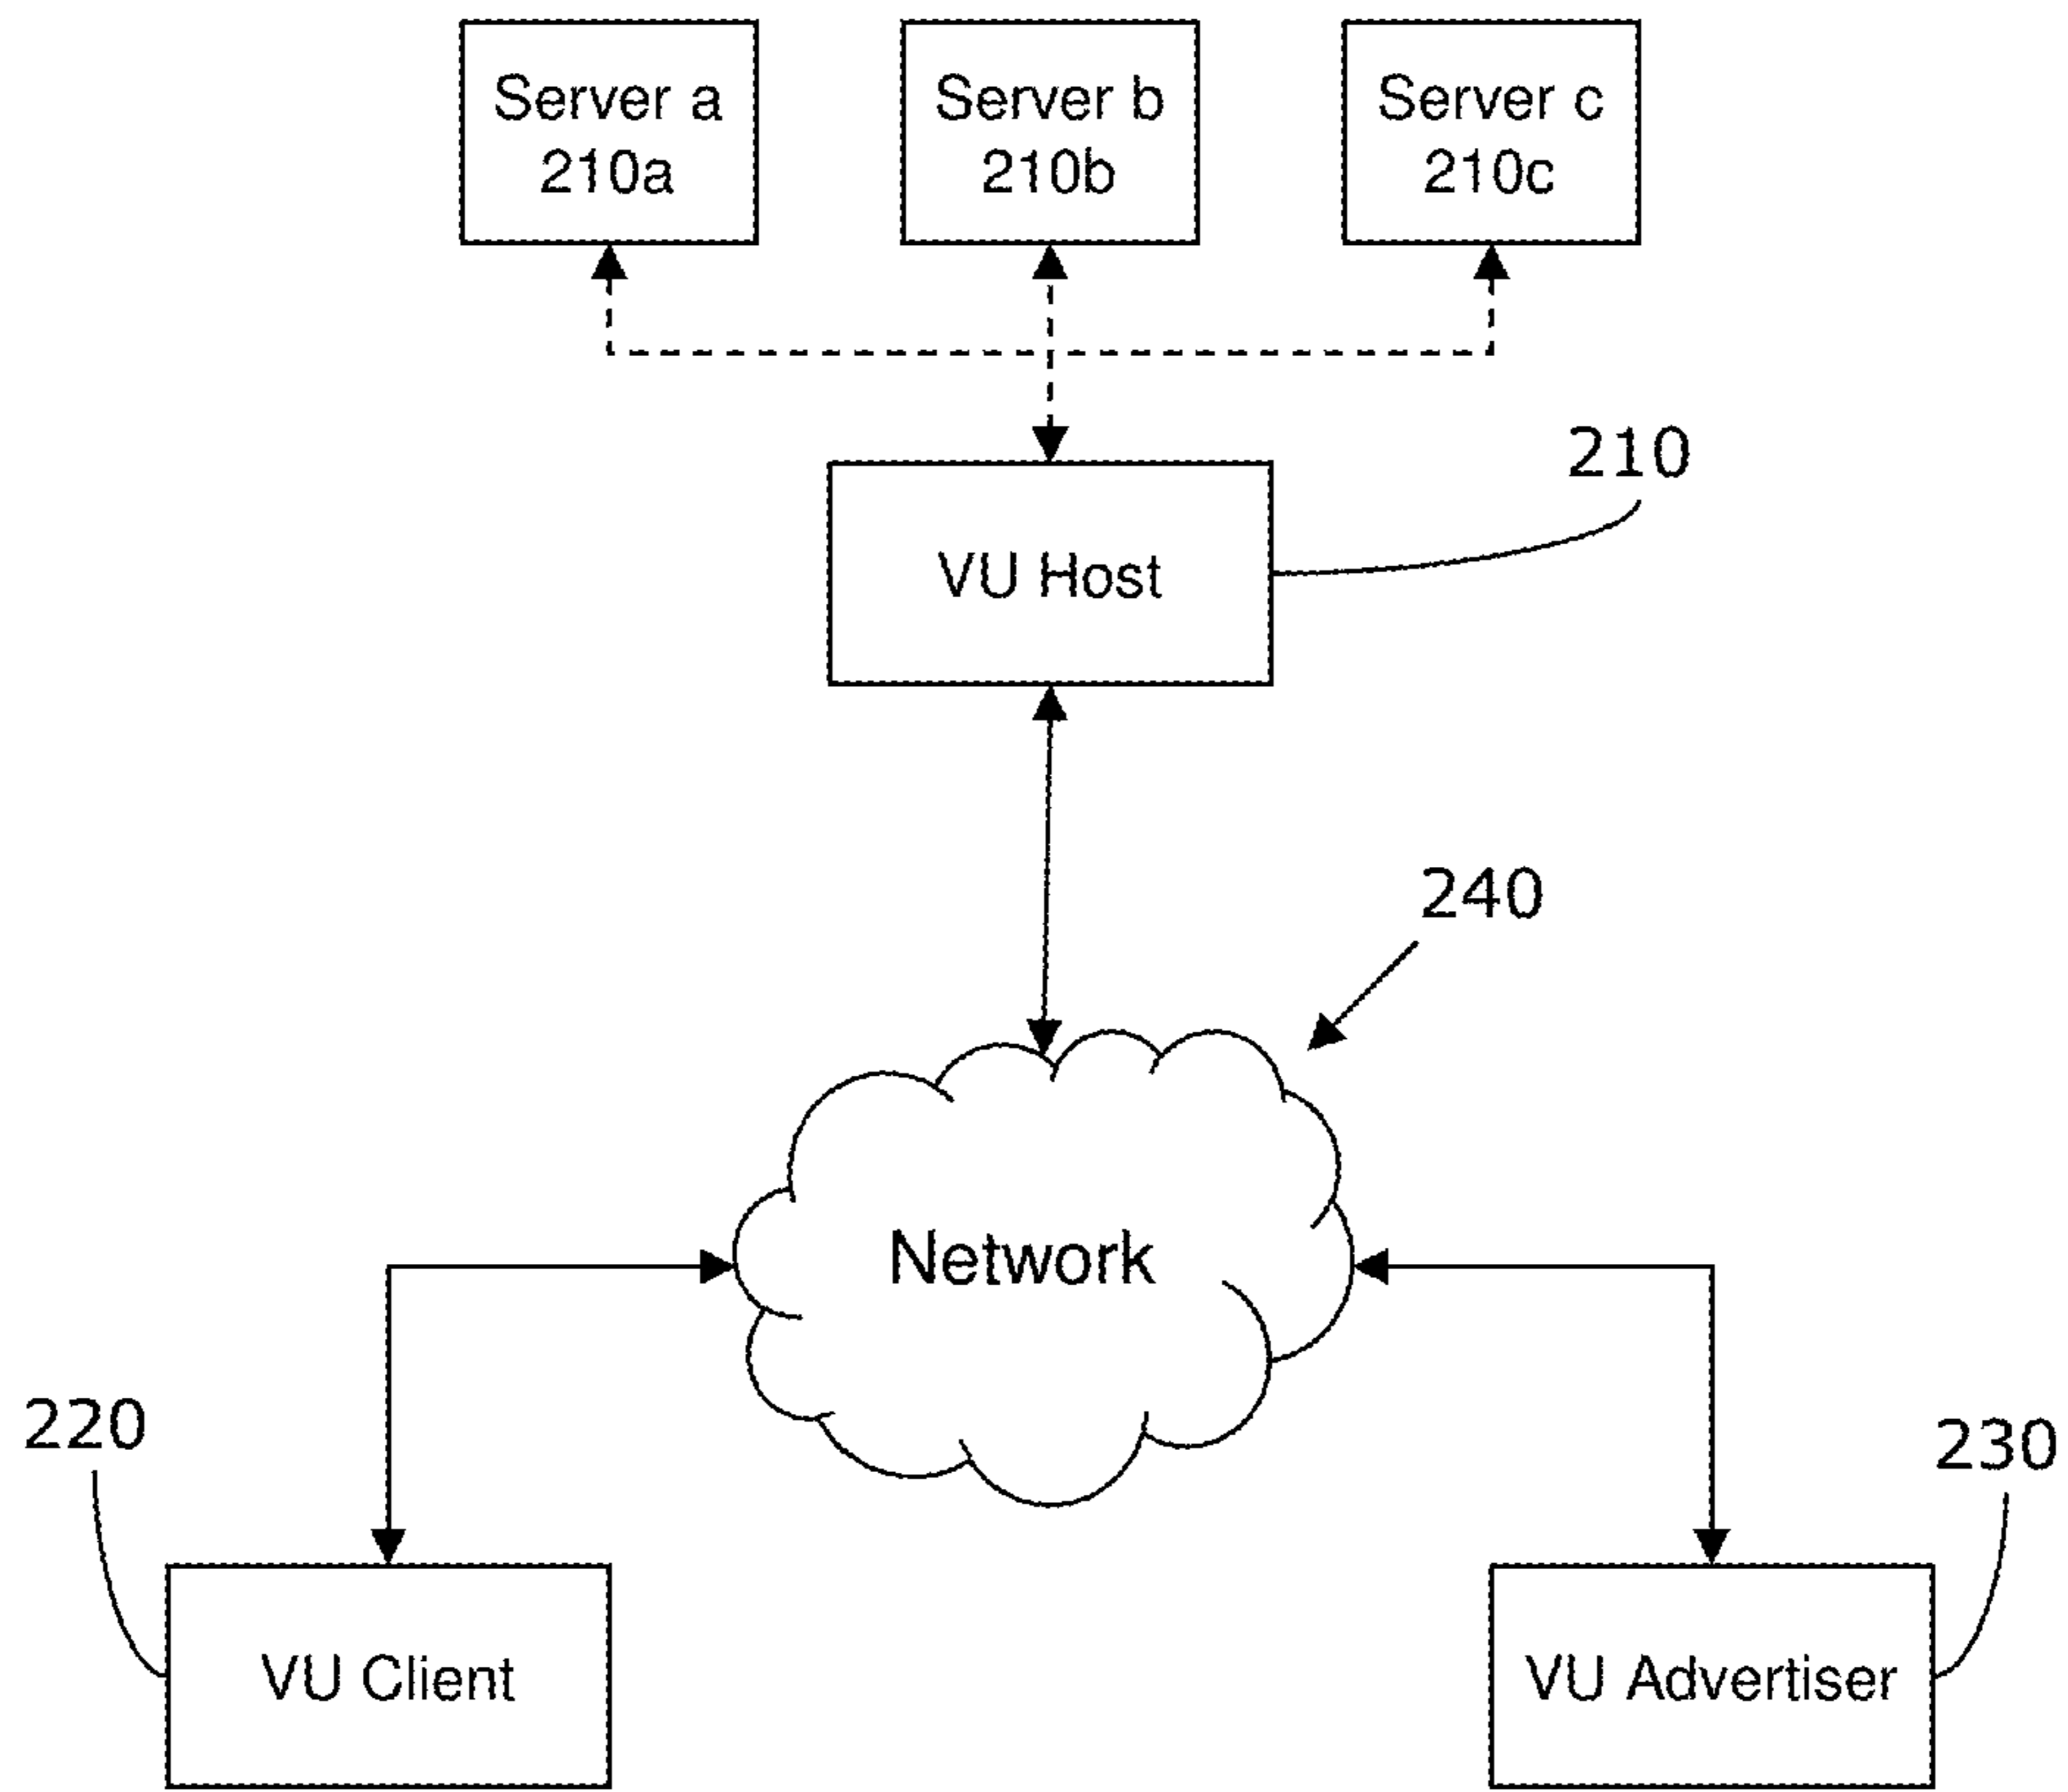 Server a
210a
Server b
210b
Server c
210c
210
VU Host
240
Network
220
230
VU Client
VU Advertiser